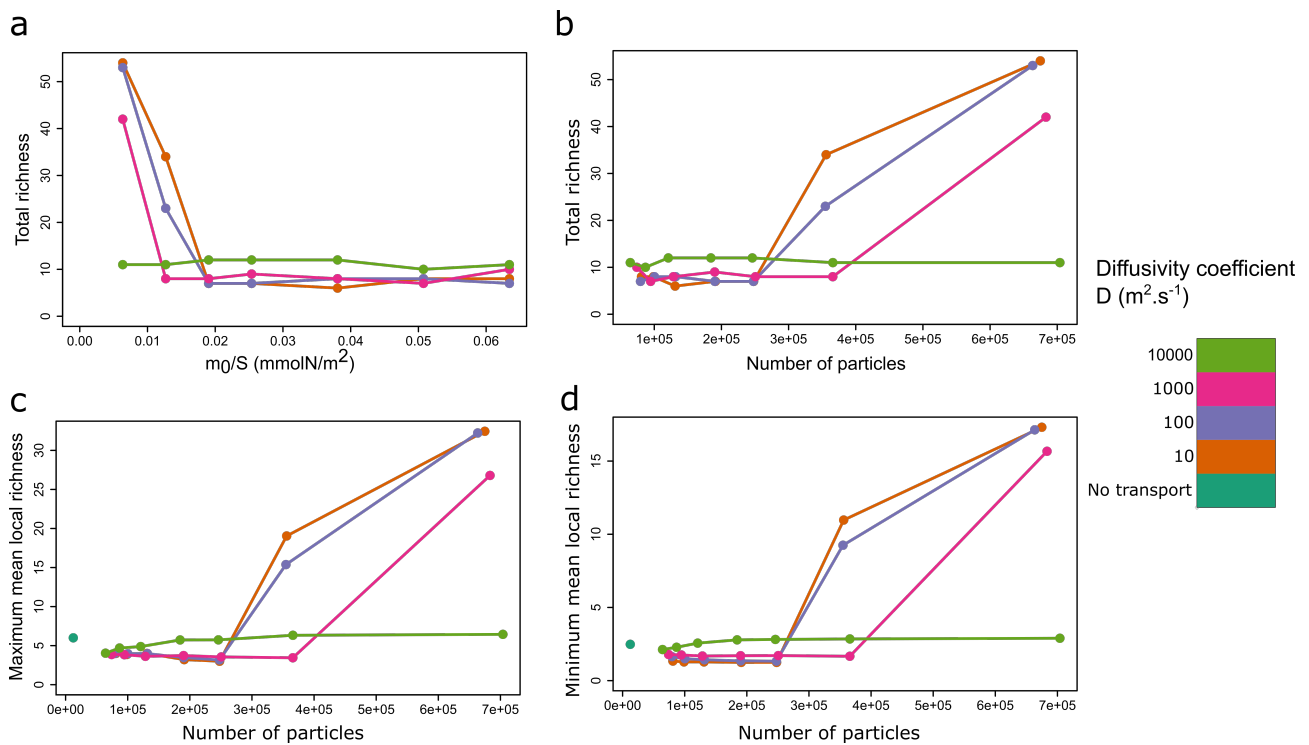 a
Total richness
50
40
30
20
10
0
0.00 0.01 0.02 0.03 0.04 0.05 0.06
m0/S (mmolN/m2)
b
Total richness
50
40
30
20
10
0
1e+05 2e+05 3e+05 4e+05 5e+05 6e+05 7e+05
Number of particles
c
Maximum mean local richness
30
25
20
15
10
5
0
0e+00 1e+05 2e+05 3e+05 4e+05 5e+05 6e+05 7e+05
Number of particles
d
Minimum mean local richness
15
10
5
0
0e+00 1e+05 2e+05 3e+05 4e+05 5e+05 6e+05 7e+05
Number of particles
Diffusivity coefficient
D (m².s⁻¹)
10000
1000
100
10
No transport